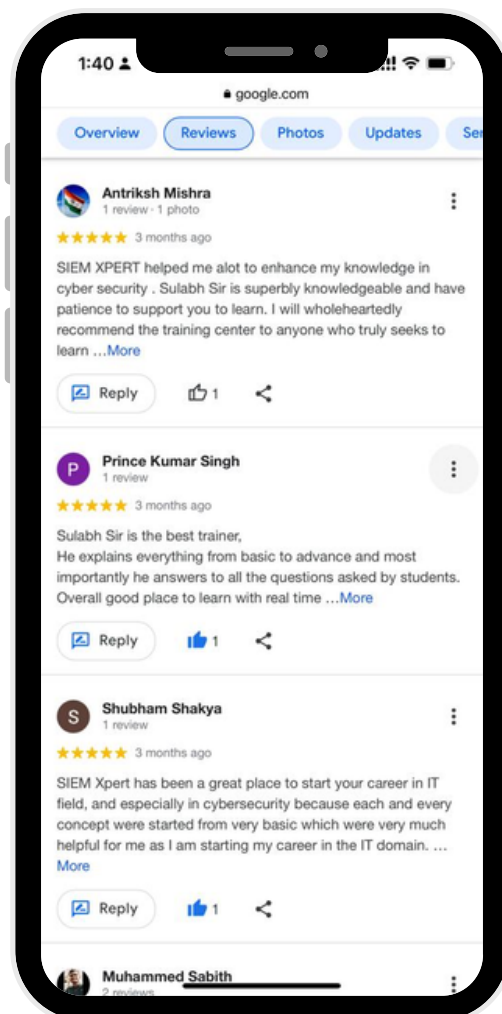 1:40
google.com
Overview Reviews Photos Updates Ser
Antriksh Mishra
1 review · 1 photo
3 months ago
SIEM XPERT helped me alot to enhance my knowledge in
cyber security . Sulabh Sir is superbly knowledgeable and have
patience to support you to learn. I will wholeheartedly
recommend the training center to anyone who truly seeks to
learn ...More
Reply 1
P
Prince Kumar Singh
1 review
3 months ago
Sulabh Sir is the best trainer,
He explains everything from basic to advance and most
importantly he answers to all the questions asked by students.
Overall good place to learn with real time ...More
Reply 1
S
Shubham Shakya
1 review
3 months ago
SIEM Xpert has been a great place to start your career in IT
field, and especially in cybersecurity because each and every
concept were started from very basic which were very much
helpful for me as I am starting my career in the IT domain. ...
More
Reply 1
Muhammed Sabith
2 reviews